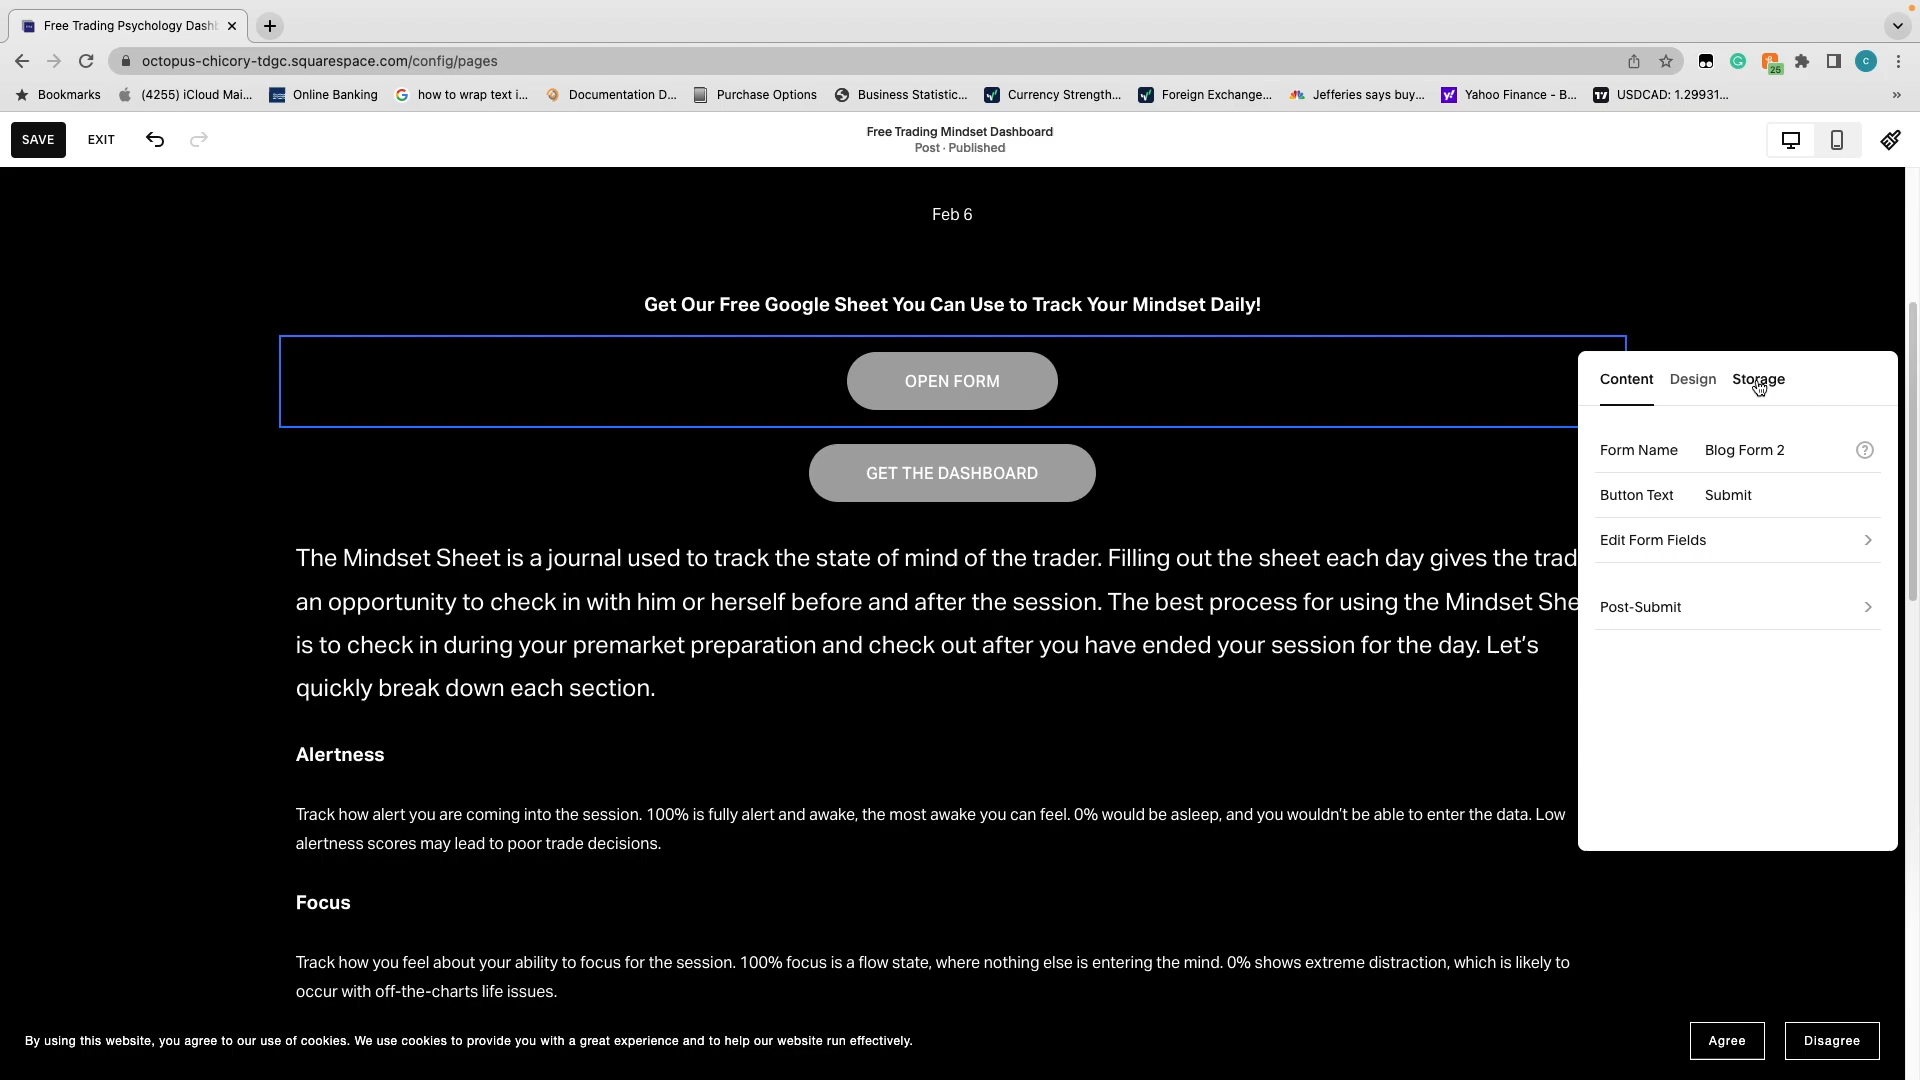 Free Trading Psychology Dashb
octopus-chicory-tdgc.squarespace.com/config/pages
C
25
Bookmarks (4255) iCloud Mai... Online Banking how to wrap text i... Documentation D... Purchase Options Business Statistic... Currency Strength... Foreign Exchange... Jefferies says buy... Yahoo Finance - B... USDCAD: 1.29931... »
SAVE EXIT
Free Trading Mindset Dashboard
Post · Published
Feb 6
Get Our Free Google Sheet You Can Use to Track Your Mindset Daily!
OPEN FORM
GET THE DASHBOARD
The Mindset Sheet is a journal used to track the state of mind of the trader. Filling out the sheet each day gives the trad
an opportunity to check in with him or herself before and after the session. The best process for using the Mindset She
is to check in during your premarket preparation and check out after you have ended your session for the day. Let’s
quickly break down each section.
Alertness
Track how alert you are coming into the session. 100% is fully alert and awake, the most awake you can feel. 0% would be asleep, and you wouldn’t be able to enter the data. Low
alertness scores may lead to poor trade decisions.
Focus
Track how you feel about your ability to focus for the session. 100% focus is a flow state, where nothing else is entering the mind. 0% shows extreme distraction, which is likely to
occur with off-the-charts life issues.
Content Design Storage
Form Name Blog Form 2 ?
Button Text Submit
Edit Form Fields
Post-Submit
By using this website, you agree to our use of cookies. We use cookies to provide you with a great experience and to help our website run effectively.
Agree Disagree